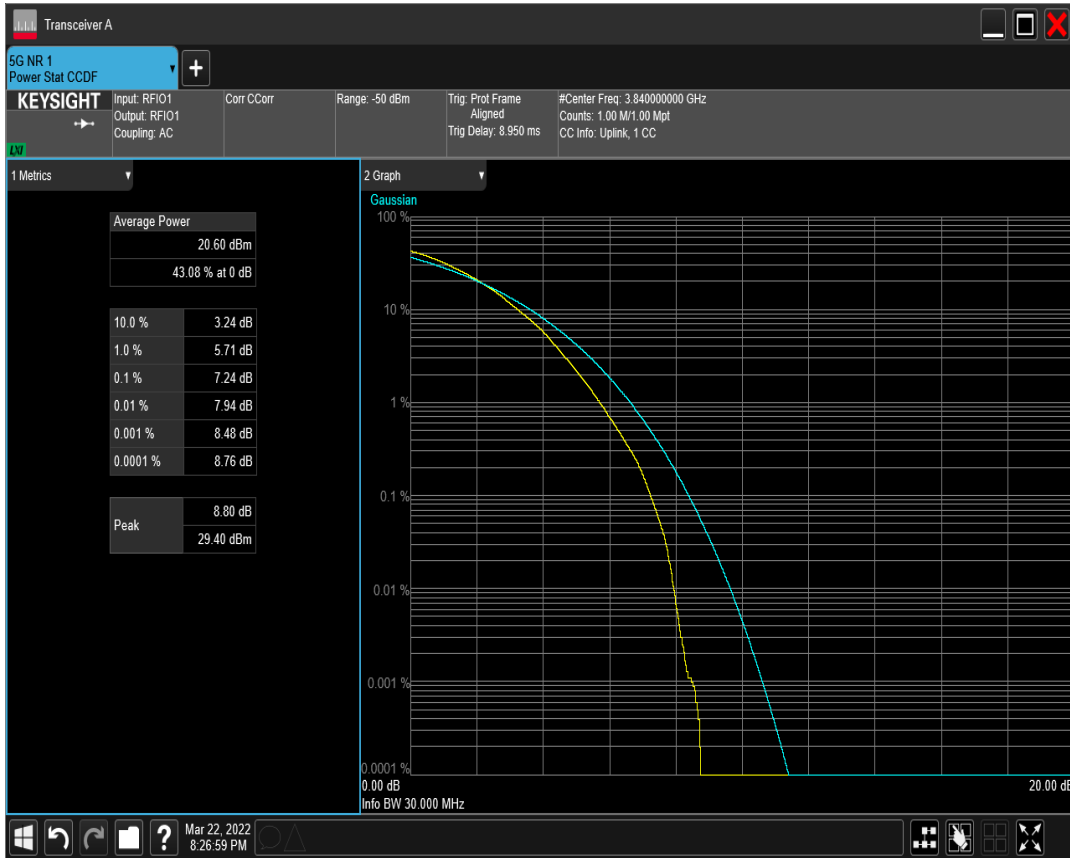 Transceiver A
5G NR 1
Power Stat CCDF
KEYSIGHT
LXI
Input: RFIO1
Output: RFIO1
Coupling: AC
Corr CCorr
Range: -50 dBm
Trig: Prot Frame
Aligned
Trig Delay: 8.950 ms
#Center Freq: 3.840000000 GHz
Counts: 1.00 M/1.00 Mpt
CC Info: Uplink, 1 CC
1 Metrics
Average Power
20.60 dBm
43.08 % at 0 dB
10.0 % 3.24 dB
1.0 % 5.71 dB
0.1 % 7.24 dB
0.01 % 7.94 dB
0.001 % 8.48 dB
0.0001 % 8.76 dB
Peak
8.80 dB
29.40 dBm
2 Graph
Gaussian
100 %
10 %
1 %
0.1 %
0.01 %
0.001 %
0.0001 %
0.00 dB 20.00 dB
Info BW 30.000 MHz
?
Mar 22, 2022
8:26:59 PM